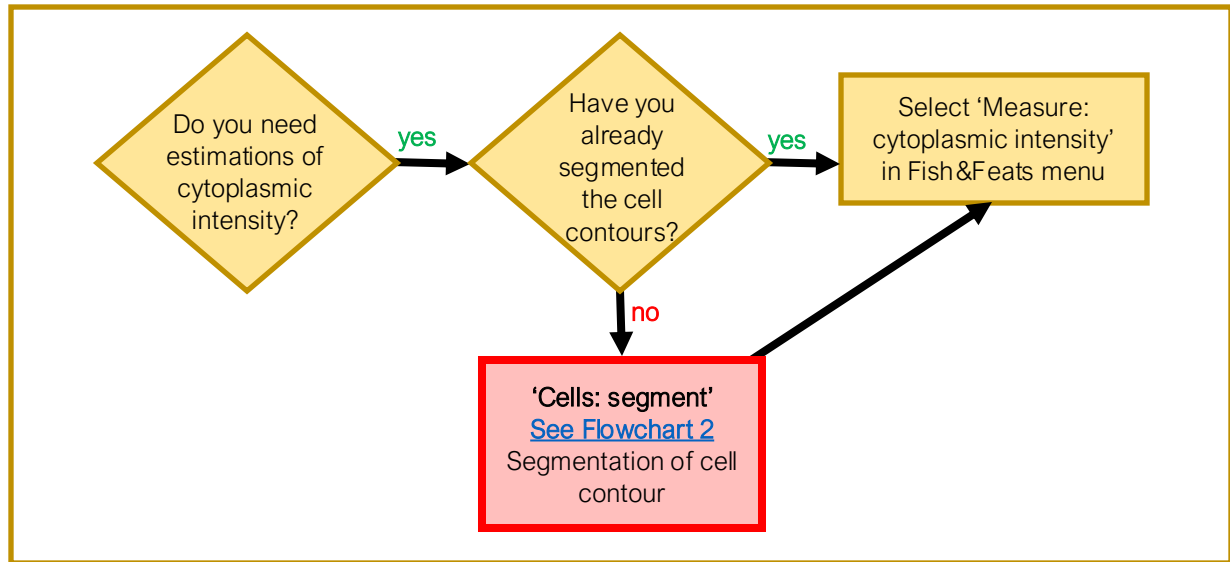 Do you need
estimations of
cytoplasmic
intensity?
yes
Have you
already
segmented
the cell
contours?
yes
Select ‘Measure:
cytoplasmic intensity’
in Fish&Feats menu
no
‘Cells: segment’
See Flowchart 2
Segmentation of cell
contour